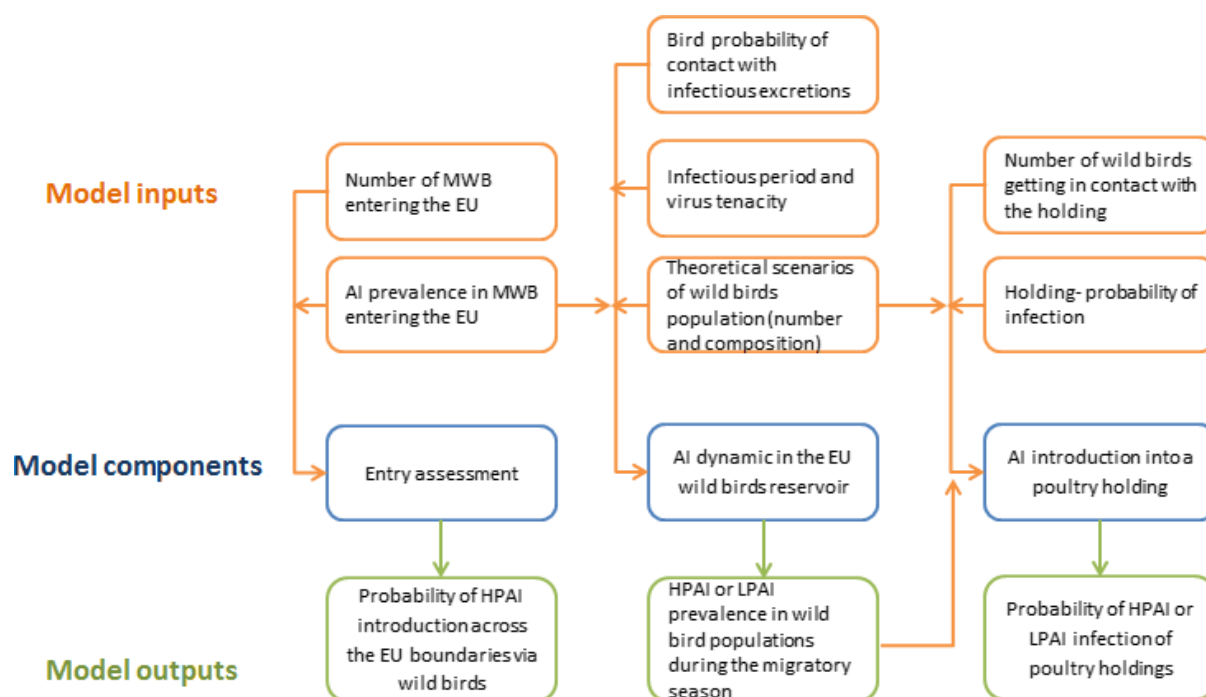 Model inputs
Number of MWB
entering the EU
AI prevalence in MWB
entering the EU
Bird probability of
contact with
infectious excretions
Infectious period and
virus tenacity
Theoretical scenarios
of wild birds
population (number
and composition)
Number of wild birds
getting in contact with
the holding
Holding- probability of
infection
Model components
Entry assessment
AI dynamic in the EU
wild birds reservoir
AI introduction into a
poultry holding
Model outputs
Probability of HPAI
introduction across
the EU boundaries via
wild birds
HPAI or LPAI
prevalence in wild
bird populations
during the migratory
season
Probability of HPAI or
LPAI infection of
poultry holdings